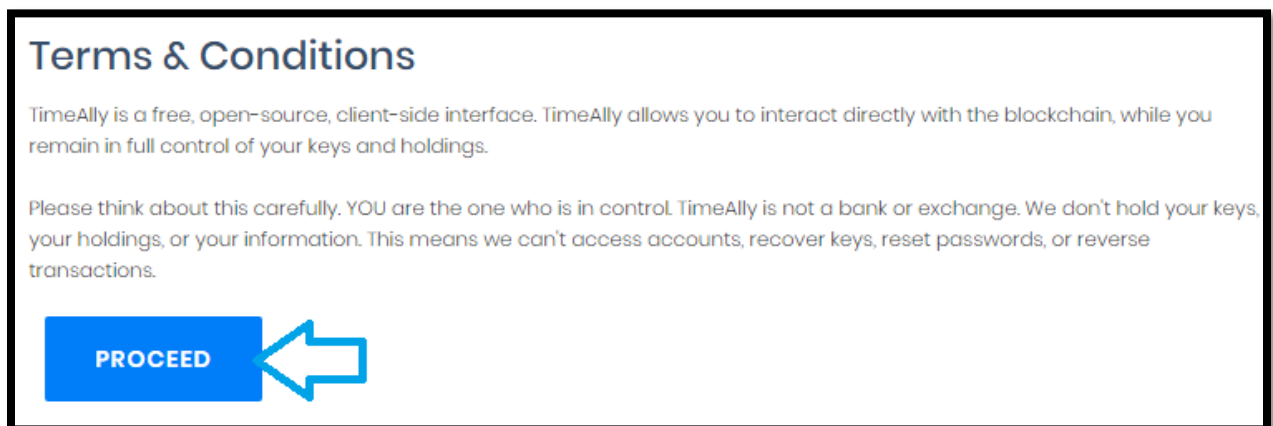 Terms & Conditions
TimeAlly is a free, open-source, client-side interface. TimeAlly allows you to interact directly with the blockchain, while you
remain in full control of your keys and holdings.
Please think about this carefully. YOU are the one who is in control. TimeAlly is not a bank or exchange. We don't hold your keys,
your holdings, or your information. This means we can't access accounts, recover keys, reset passwords, or reverse
transactions.
PROCEED